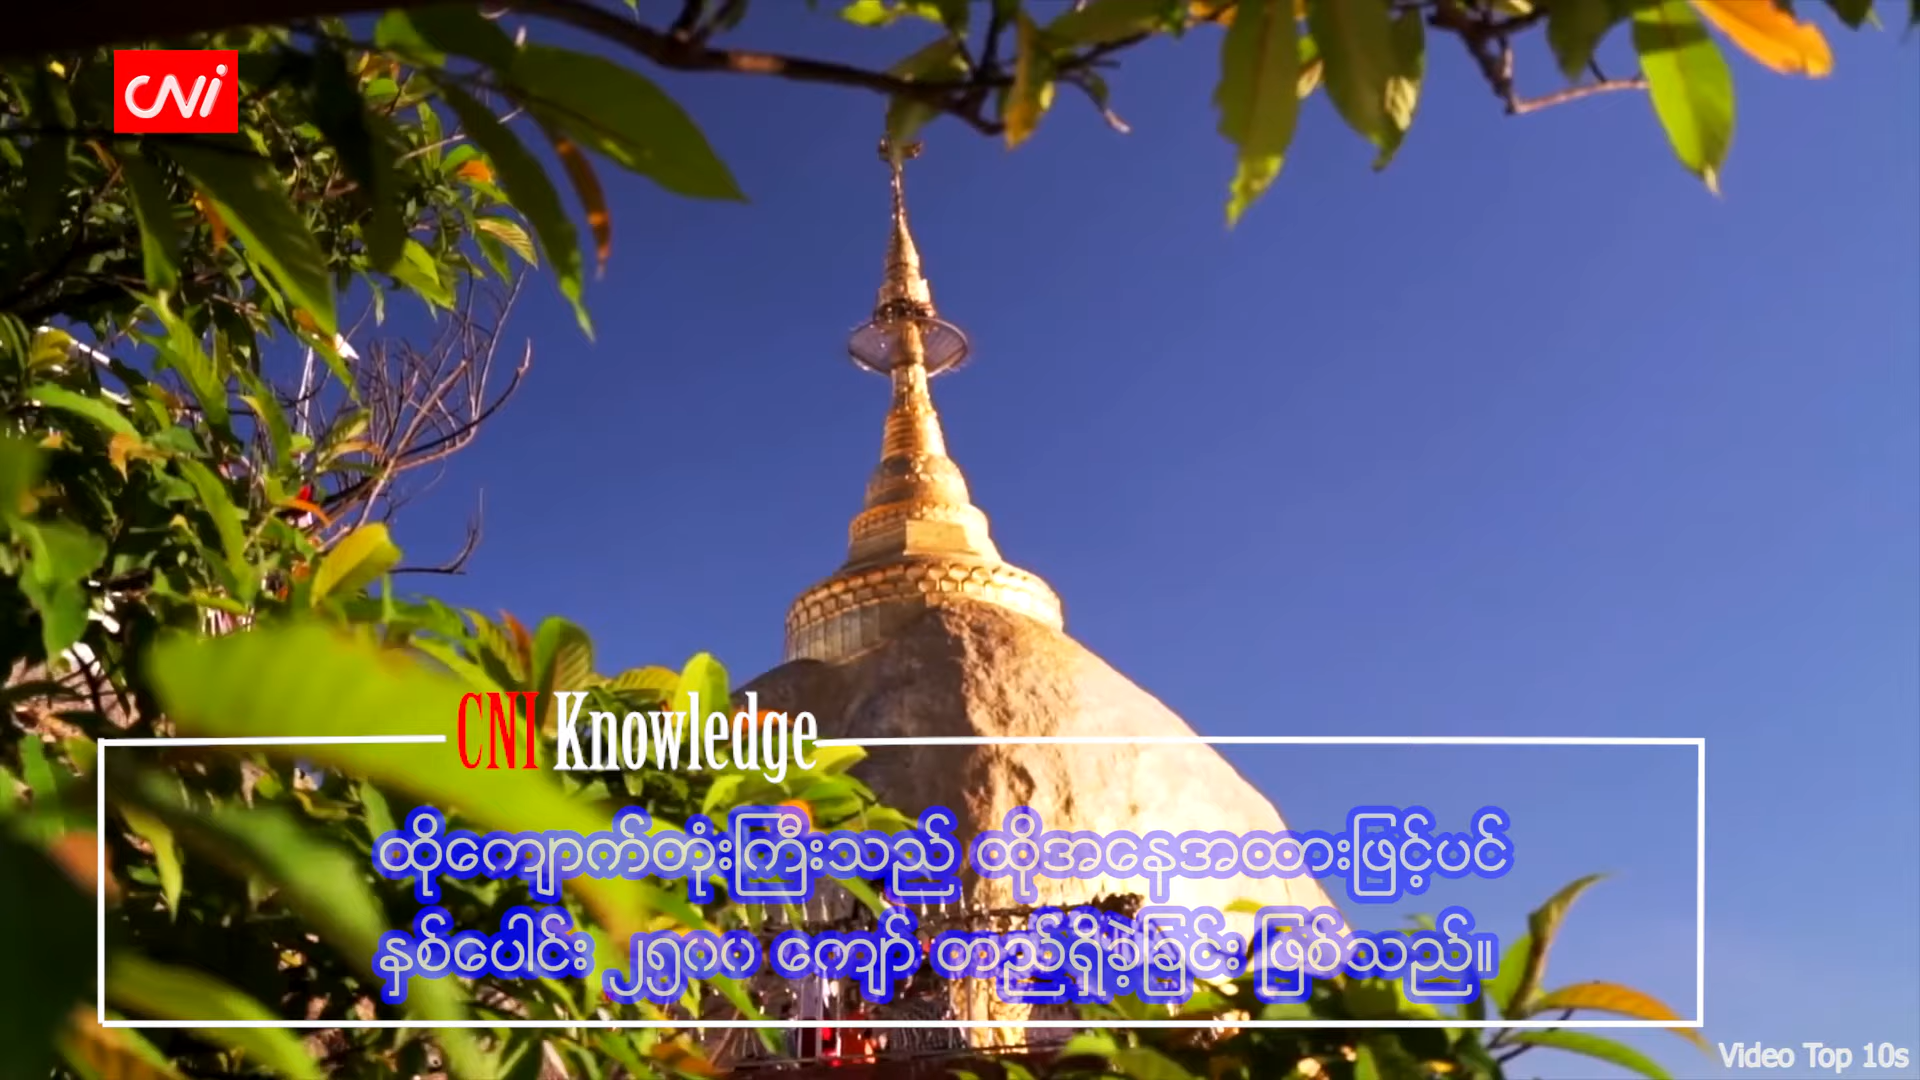 CNi
CNI Knowledge
ထိုကျောက်တုံးကြီးသည် ထိုအနေအထားဖြင့်ပင်
နှစ်ပေါင်း ၂၅၀၀ ကျော် တည်ရှိခဲ့ခြင်း ဖြစ်သည်။
Video Top 10s